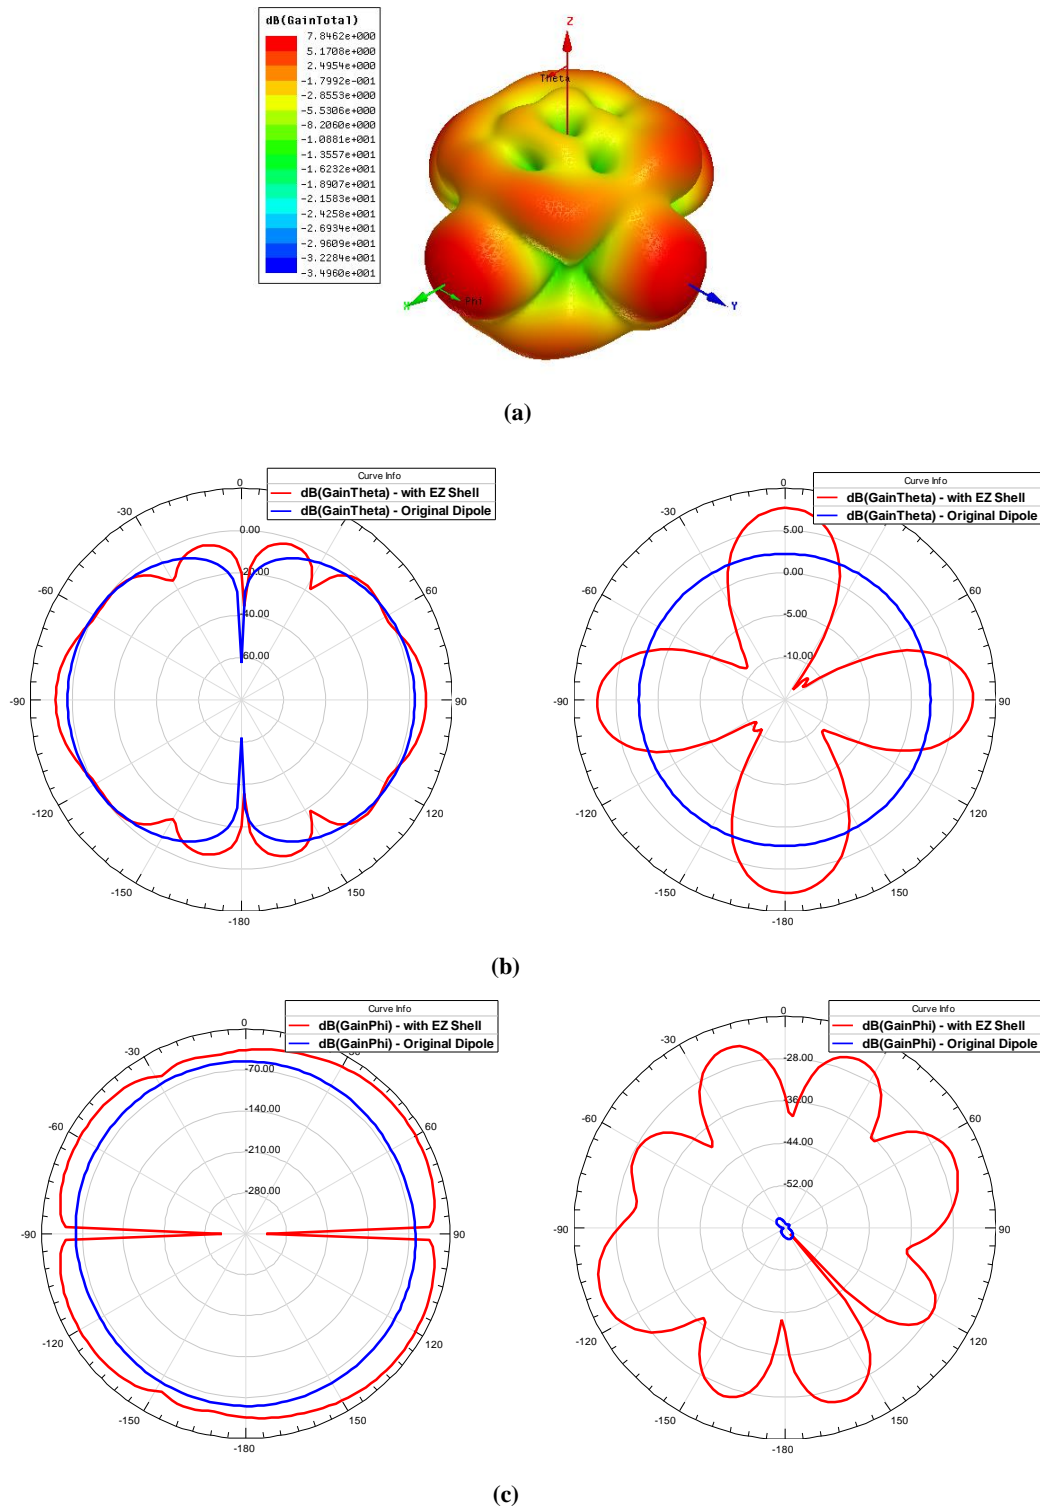 dB(GainTotal)
7.8462e+000
5.1708e+000
2.4954e+000
-1.7992e-001
-2.8553e+000
-5.5306e+000
-8.2060e+000
-1.0881e+001
-1.3557e+001
-1.6232e+001
-1.8907e+001
-2.1583e+001
-2.4258e+001
-2.6934e+001
-2.9609e+001
-3.2284e+001
-3.4960e+001
Z
Theta
X
Phi
Y
(a)
Curve Info
dB(GainTheta) - with EZ Shell
dB(GainTheta) - Original Dipole
0
-30
-60
-90
-120
-150
-180
150
120
90
60
0.00
-20.00
-40.00
-60.00
Curve Info
dB(GainTheta) - with EZ Shell
dB(GainTheta) - Original Dipole
0
-30
-60
-90
-120
-150
-180
150
120
90
60
5.00
0.00
-5.00
-10.00
(b)
Curve Info
dB(GainPhi) - with EZ Shell
dB(GainPhi) - Original Dipole
0
-30
-60
-90
-120
-150
-180
150
120
90
60
-70.00
-140.00
-210.00
-280.00
Curve Info
dB(GainPhi) - with EZ Shell
dB(GainPhi) - Original Dipole
0
-30
-60
-90
-120
-150
-180
150
120
90
60
-28.00
-36.00
-44.00
-52.00
(c)